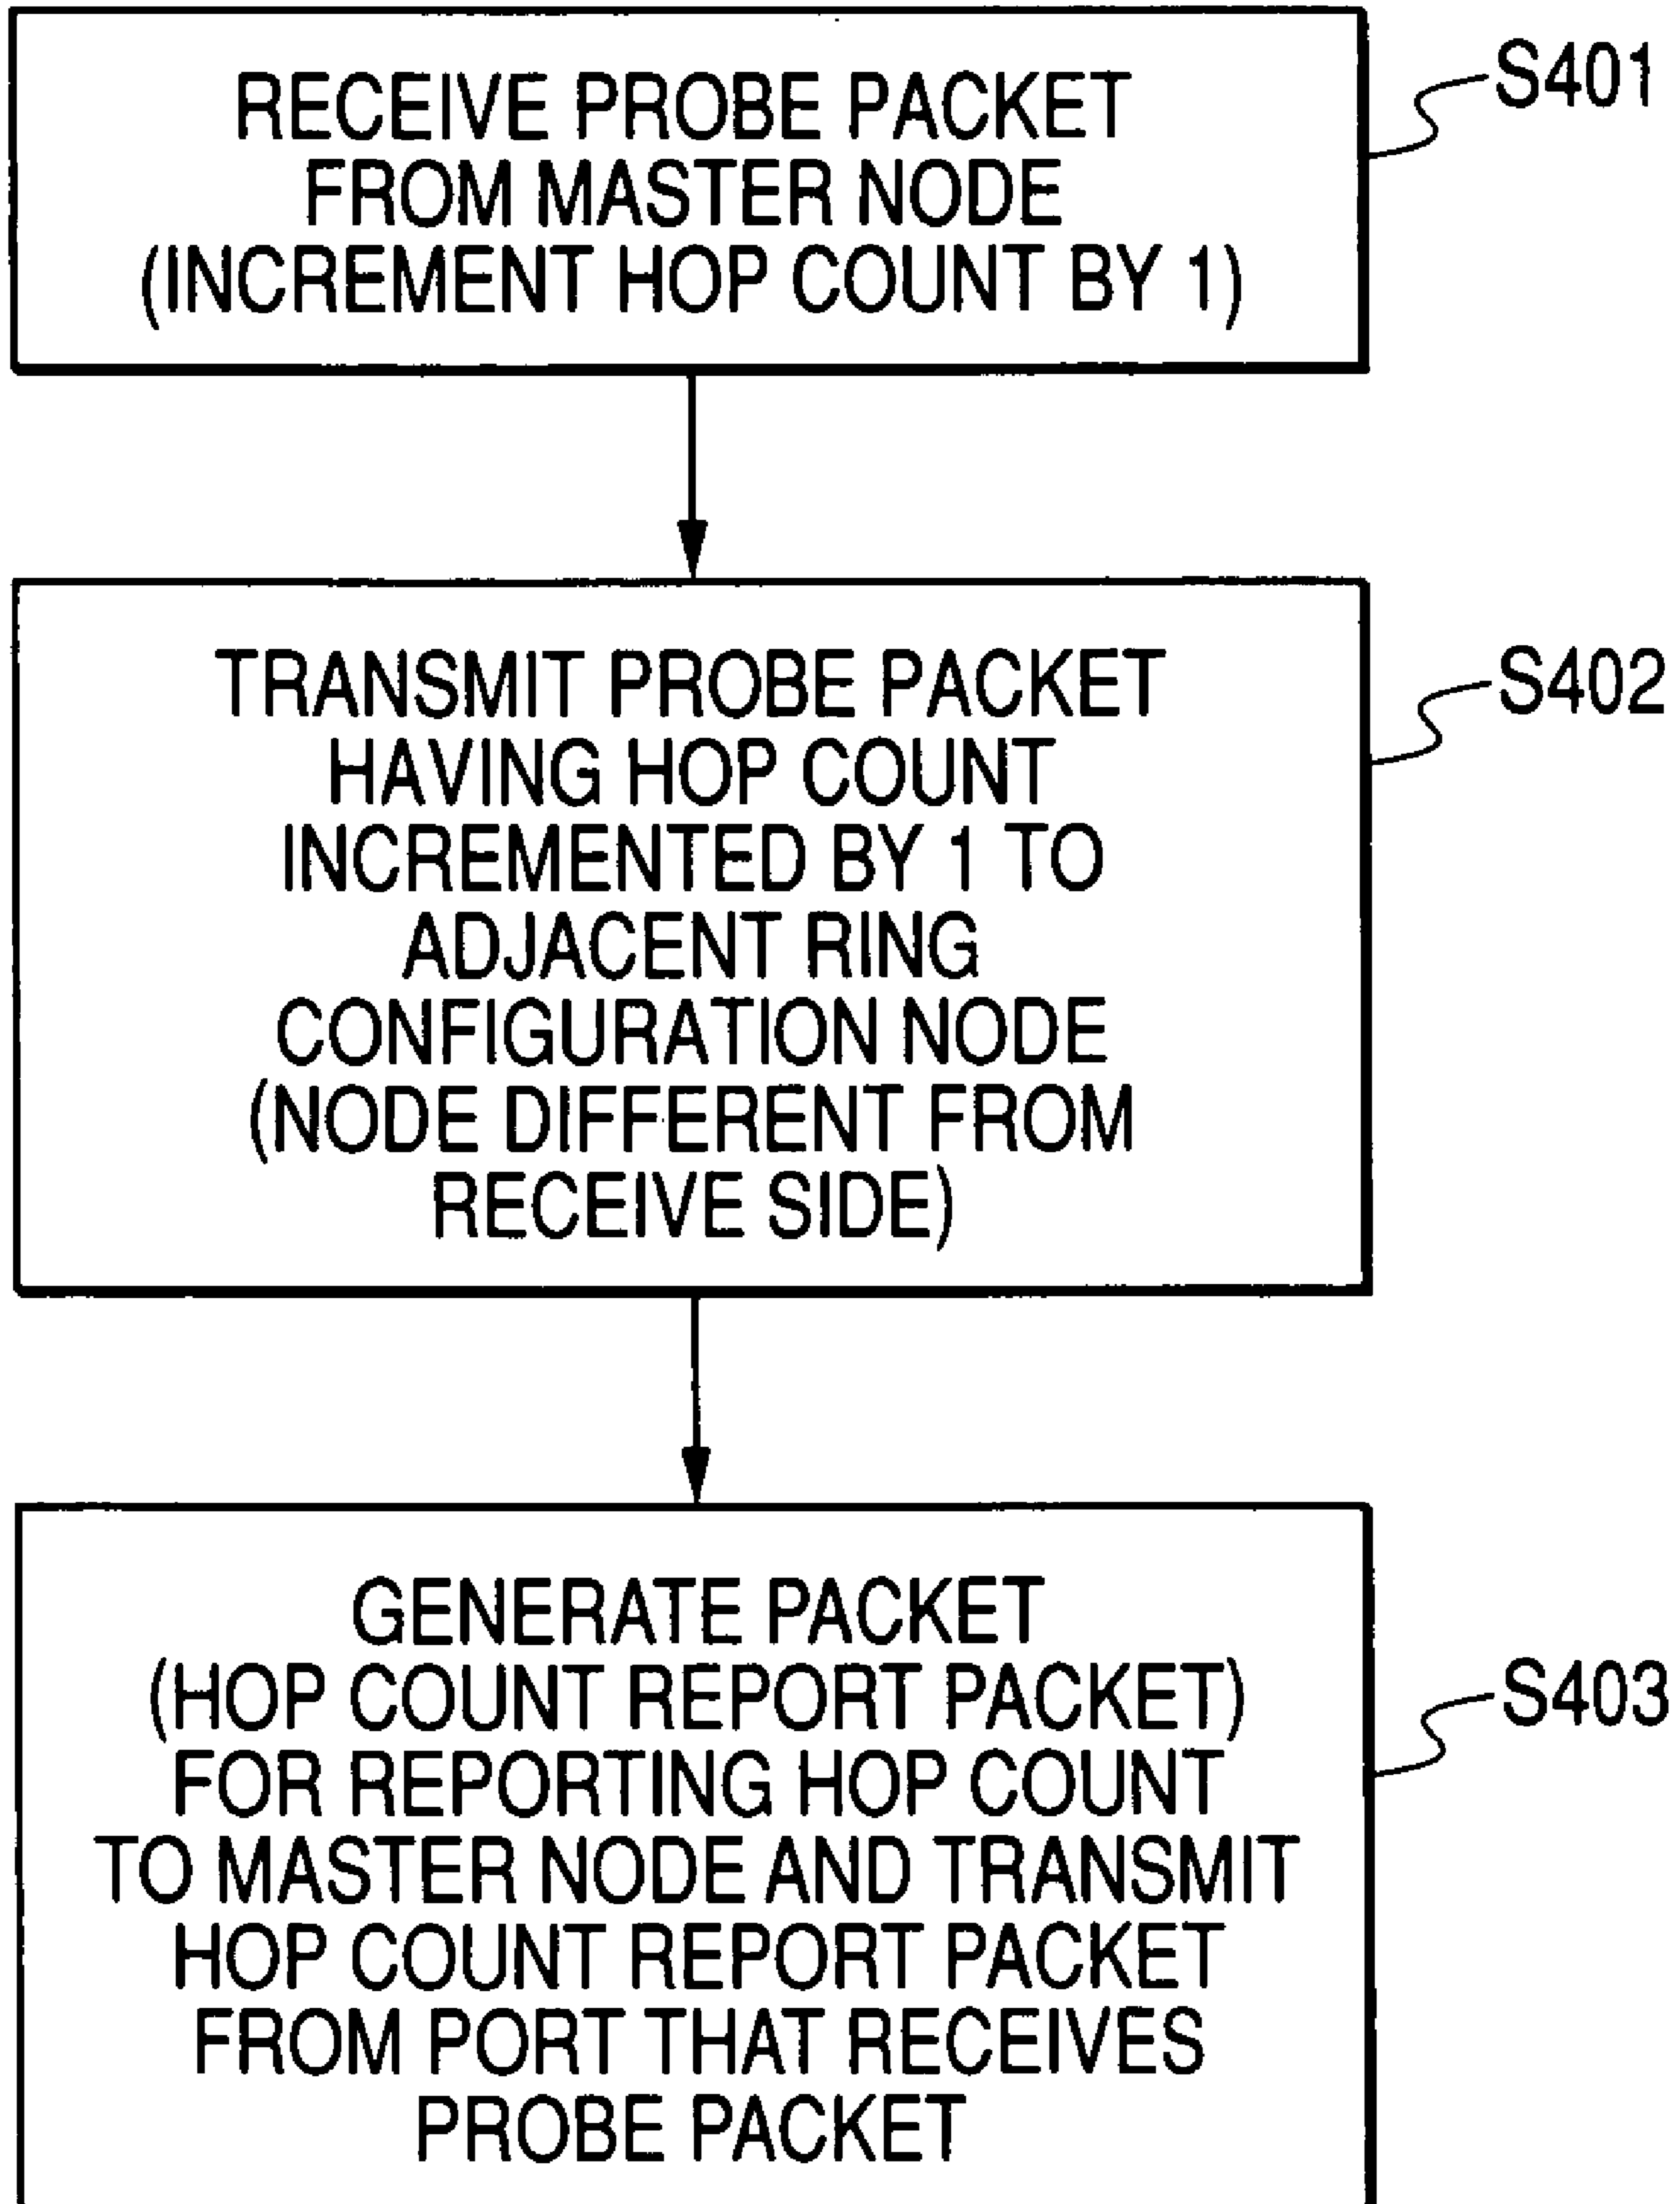 RECEIVE PROBE PACKET
FROM MASTER NODE
(INCREMENT HOP COUNT BY 1)
S401
TRANSMIT PROBE PACKET
HAVING HOP COUNT
INCREMENTED BY 1 TO
ADJACENT RING
CONFIGURATION NODE
(NODE DIFFERENT FROM
RECEIVE SIDE)
S402
GENERATE PACKET
(HOP COUNT REPORT PACKET)
FOR REPORTING HOP COUNT
TO MASTER NODE AND TRANSMIT
HOP COUNT REPORT PACKET
FROM PORT THAT RECEIVES
PROBE PACKET
S403